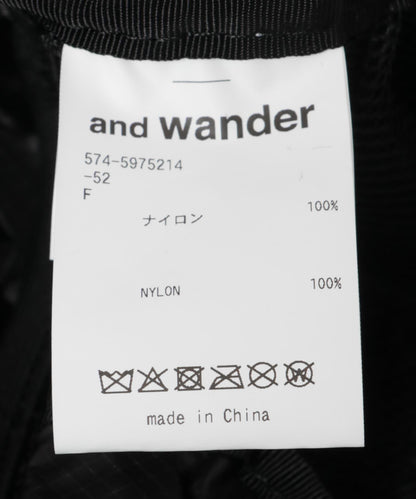 and wander
574-5975214
-52
F
ナイロン 100%
NYLON 100%
W
made in China